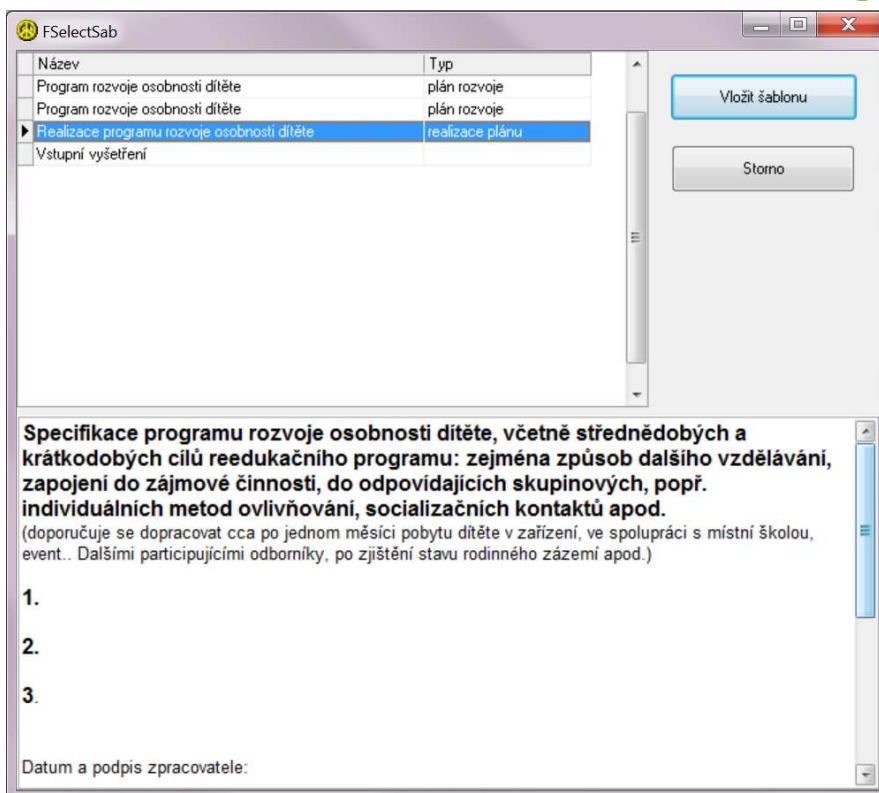 FSelectSab
Název Typ
Program rozvoje osobnosti dítěte plán rozvoje
Program rozvoje osobnosti dítěte plán rozvoje
Realizace programu rozvoje osobnosti dítěte realizace plánu
Vstupní vyšetření
Vložit šablonu
Storno
Specifikace programu rozvoje osobnosti dítěte, včetně střednědobých a
krátkodobých cílů reedukačního programu: zejména způsob dalšího vzdělávání,
zapojení do zájmové činnosti, do odpovídajících skupinových, popř.
individuálních metod ovlivňování, socializačních kontaktů apod.
(doporučuje se dopracovat cca po jednom měsíci pobytu dítěte v zařízení, ve spolupráci s místní školou,
event.. Dalšími participujícími odborníky, po zjištění stavu rodinného zázemí apod.)
1.
2.
3.
Datum a podpis zpracovatele: